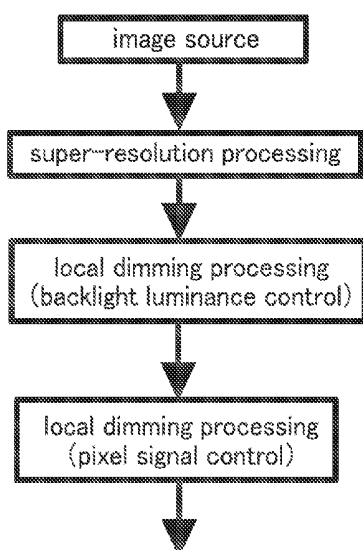 image source
super-resolution processing
local dimming processing
(backlight luminance control)
local dimming processing
(pixel signal control)